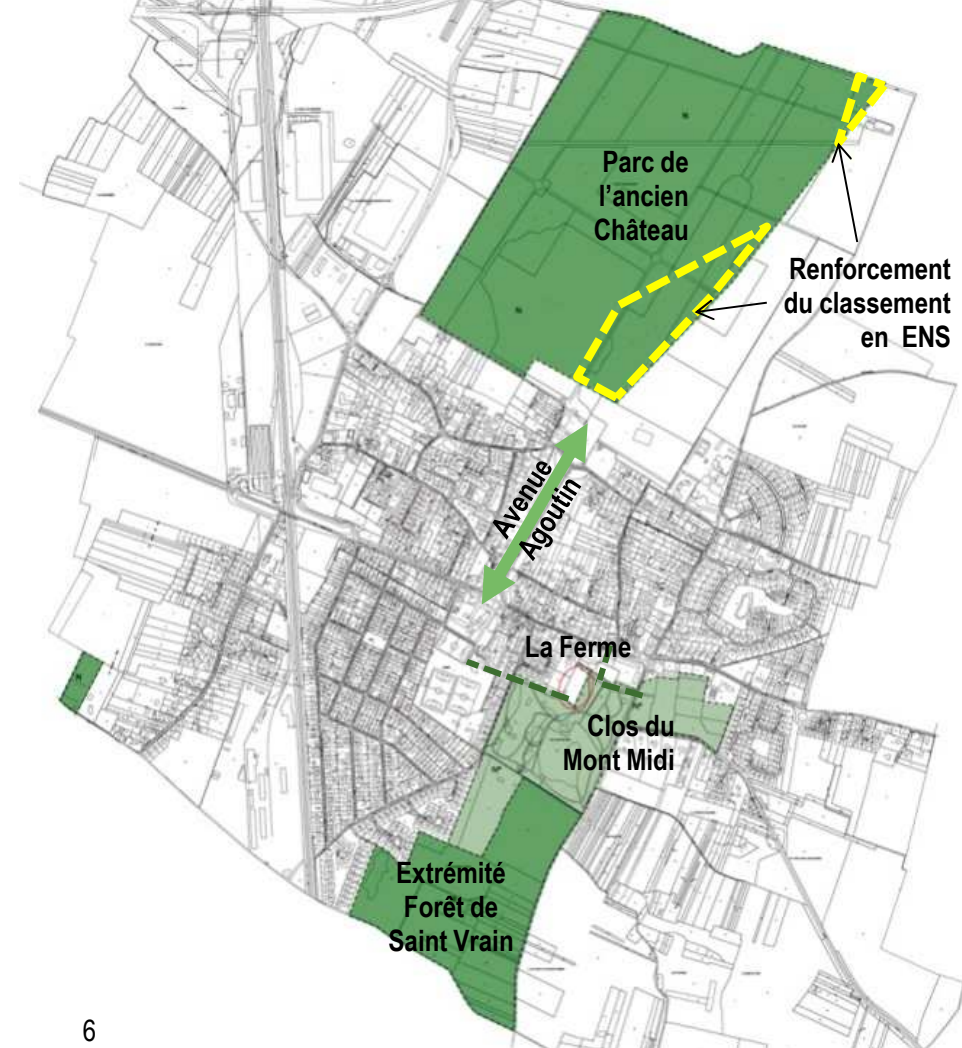 Parc de
l’ancien
Château
Renforcement
du classement
en ENS
Avenue
Agoutin
La Ferme
Clos du
Mont Midi
Extrémité
Forêt de
Saint Vrain
6